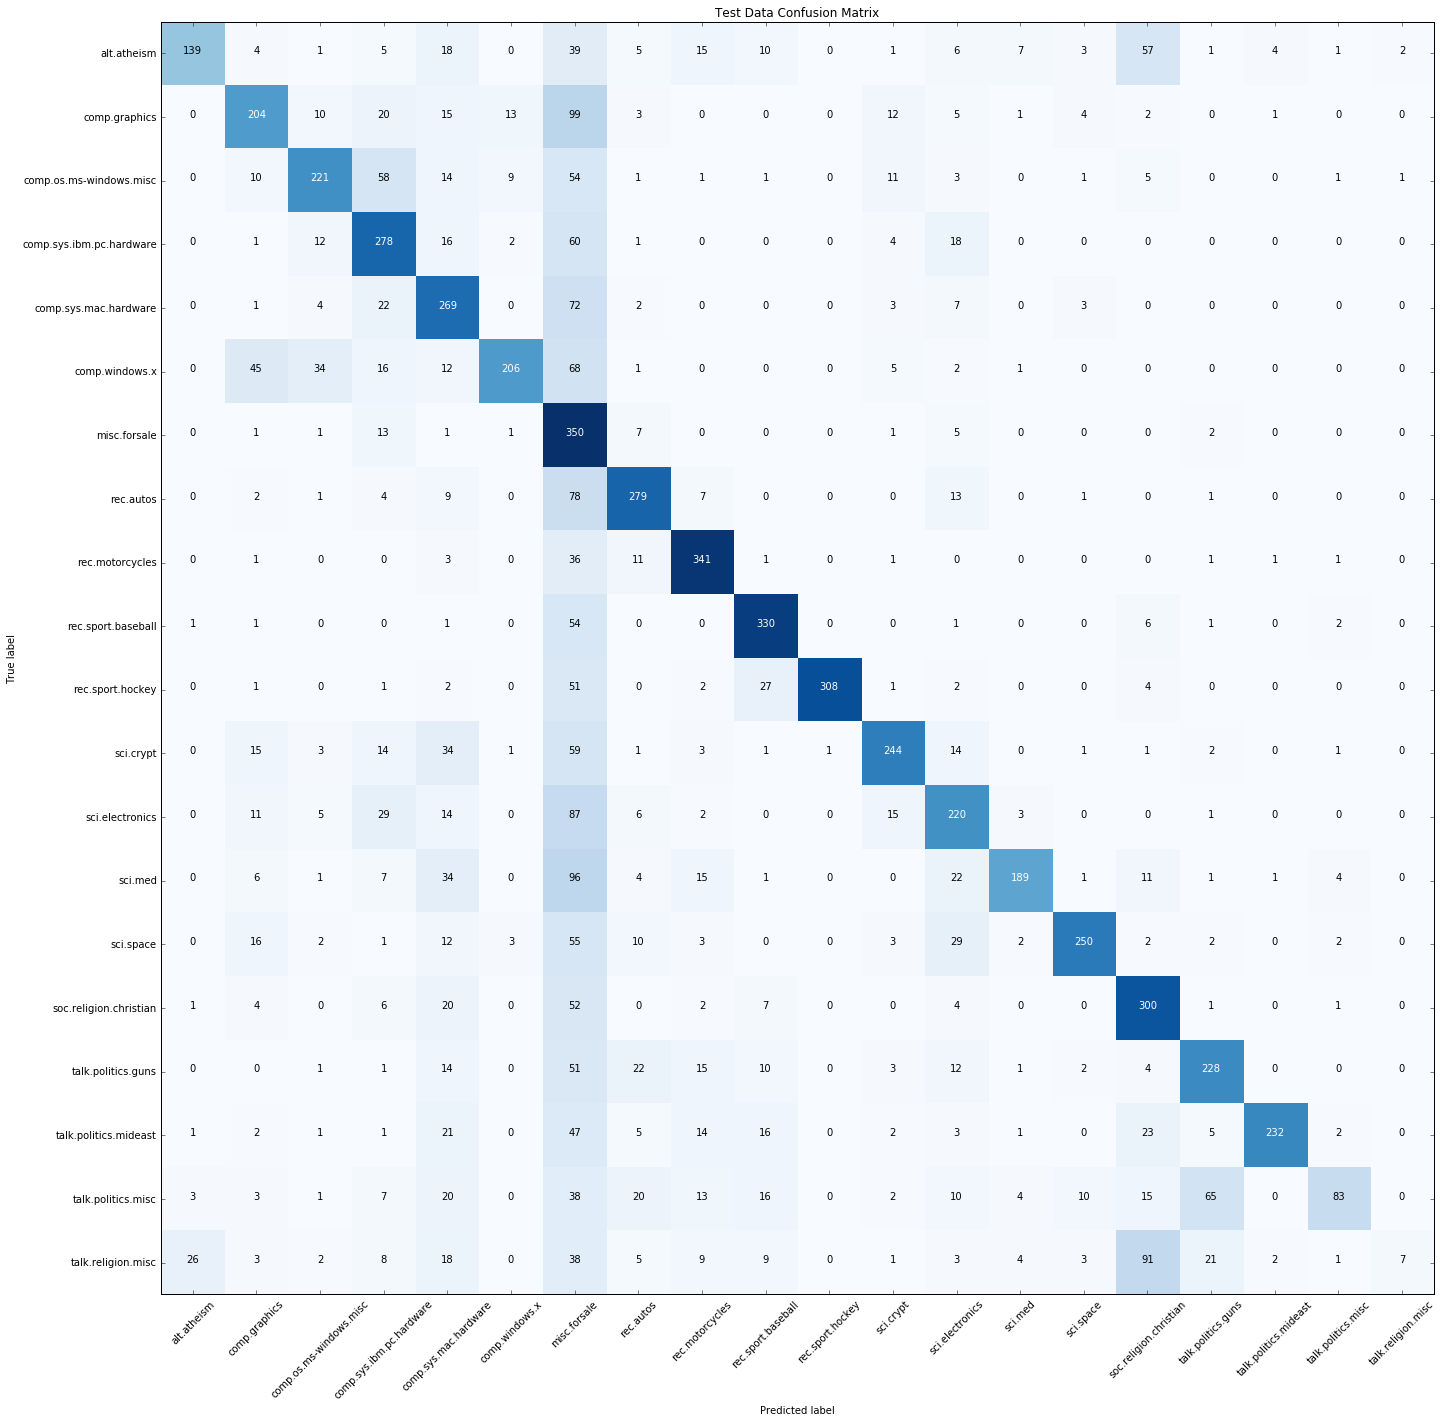 Test Data Confusion Matrix
alt.atheism 139 4 1 5 18 0 39 5 15 10 0 1 6 7 3 57 1 4 1 2
comp.graphics 0 204 10 20 15 13 99 3 0 0 0 12 5 1 4 2 0 1 0 0
comp.os.ms-windows.misc 0 10 221 58 14 9 54 1 1 1 0 11 3 0 1 5 0 0 1 1
comp.sys.ibm.pc.hardware 0 1 12 278 16 2 60 1 0 0 0 4 18 0 0 0 0 0 0 0
comp.sys.mac.hardware 0 1 4 22 269 0 72 2 0 0 0 3 7 0 3 0 0 0 0 0
comp.windows.x 0 45 34 16 12 206 68 1 0 0 0 5 2 1 0 0 0 0 0 0
misc.forsale 0 1 1 13 1 1 350 7 0 0 0 1 5 0 0 0 2 0 0 0
rec.autos 0 2 1 4 9 0 78 279 7 0 0 0 13 0 1 0 1 0 0 0
rec.motorcycles 0 1 0 0 3 0 36 11 341 1 0 1 0 0 0 0 1 1 1 0
rec.sport.baseball 1 1 0 0 1 0 54 0 0 330 0 0 1 0 0 6 1 0 2 0
rec.sport.hockey 0 1 0 1 2 0 51 0 2 27 308 1 2 0 0 4 0 0 0 0
sci.crypt 0 15 3 14 34 1 59 1 3 1 1 244 14 0 1 1 2 0 1 0
sci.electronics 0 11 5 29 14 0 87 6 2 0 0 15 220 3 0 0 1 0 0 0
sci.med 0 6 1 7 34 0 96 4 15 1 0 0 22 189 1 11 1 1 4 0
sci.space 0 16 2 1 12 3 55 10 3 0 0 3 29 2 250 2 2 0 2 0
soc.religion.christian 1 4 0 6 20 0 52 0 2 7 0 0 4 0 0 300 1 0 1 0
talk.politics.guns 0 0 1 1 14 0 51 22 15 10 0 3 12 1 2 4 228 0 0 0
talk.politics.mideast 1 2 1 1 21 0 47 5 14 16 0 2 3 1 0 23 5 232 2 0
talk.politics.misc 3 3 1 7 20 0 38 20 13 16 0 2 10 4 10 15 65 0 83 0
talk.religion.misc 26 3 2 8 18 0 38 5 9 9 0 1 3 4 3 91 21 2 1 7
True label
alt.atheism comp.graphics comp.os.ms-windows.misc comp.sys.ibm.pc.hardware comp.sys.mac.hardware comp.windows.x misc.forsale rec.autos rec.motorcycles rec.sport.baseball rec.sport.hockey sci.crypt sci.electronics sci.med sci.space soc.religion.christian talk.politics.guns talk.politics.mideast talk.politics.misc talk.religion.misc
Predicted label